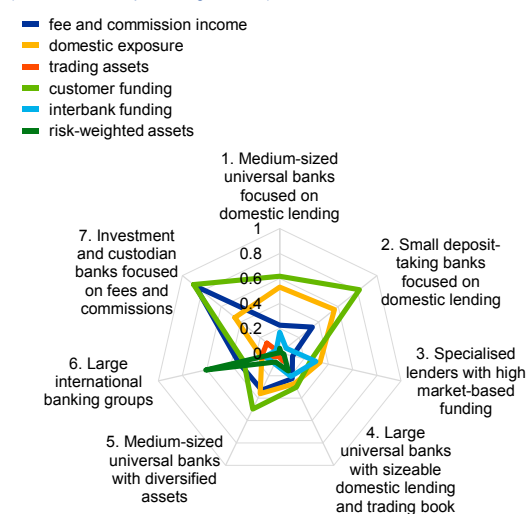 fee and commission income
domestic exposure
trading assets
customer funding
interbank funding
risk-weighted assets
1. Medium-sized
universal banks
focused on
domestic lending
1
0.8
0.6
0.4
0.2
0
2. Small deposit-
taking banks
focused on
domestic lending
3. Specialised
lenders with high
market-based
funding
4. Large
universal banks
with sizeable
domestic lending
and trading book
5. Medium-sized
universal banks
with diversified
assets
6. Large
international
banking groups
7. Investment
and custodian
banks focused
on fees and
commissions